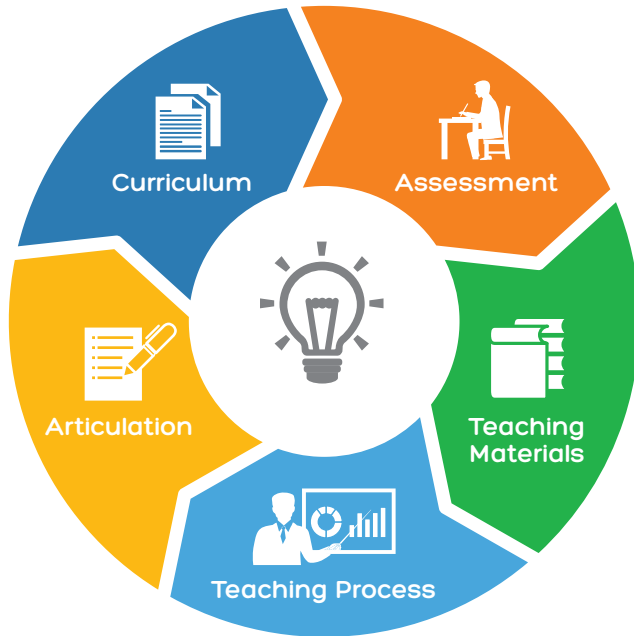 Curriculum
Assessment
Teaching
Materials
Teaching Process
Articulation